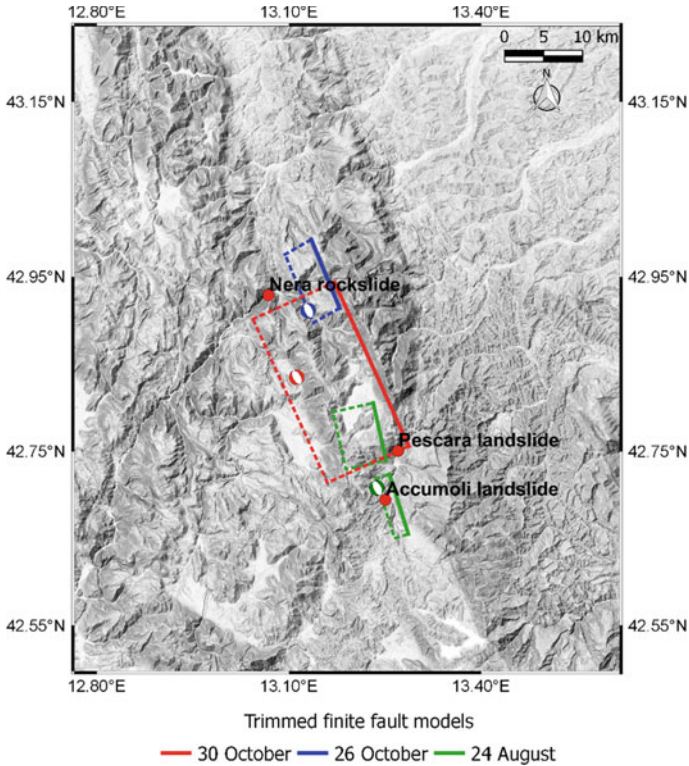 12.80°E 13.10°E 13.40°E
0 5 10 km
N
43.15°N 43.15°N
42.95°N 42.95°N
Nera rockslide
42.75°N 42.75°N
Pescara landslide
Accumoli landslide
42.55°N 42.55°N
12.80°E 13.10°E 13.40°E
Trimmed finite fault models
30 October 26 October 24 August